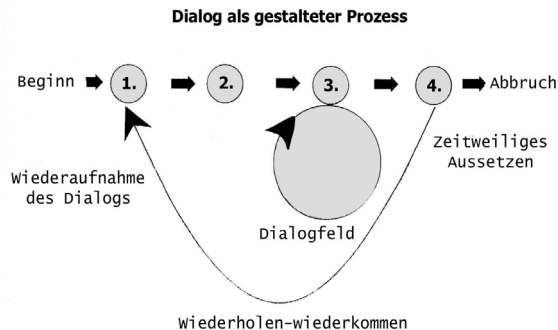 Dialog als gestalteter Prozess
Beginn 1. 2. 3. 4. Abbruch
Zeitweiliges
Aussetzen
Wiederaufnahme
des Dialogs
Dialogfeld
Wiederholen-wiederkommen